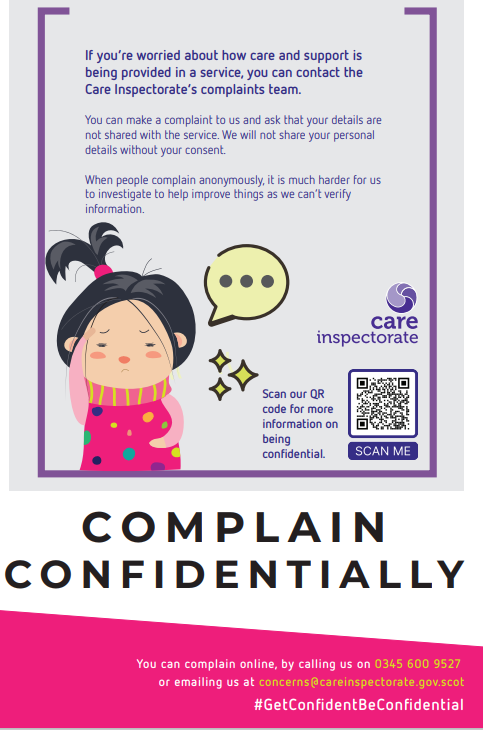 If you're worried about how care and support is
being provided in a service, you can contact the
Care Inspectorate's complaints team.
You can make a complaint to us and ask that your details are
not shared with the service. We will not share your personal
details without your consent.
When people complain anonymously, it is much harder for us
to investigate to help improve things as we can't verify
information.
care
inspectorate
Scan our QR
code for more
information on
being
confidential.
SCAN ME
COMPLAIN
CONFIDENTIALLY
You can complain online, by calling us on 0345 600 9527
or emailing us at concerns@careinspectorate.gov.scot
#GetConfidentBeConfidential